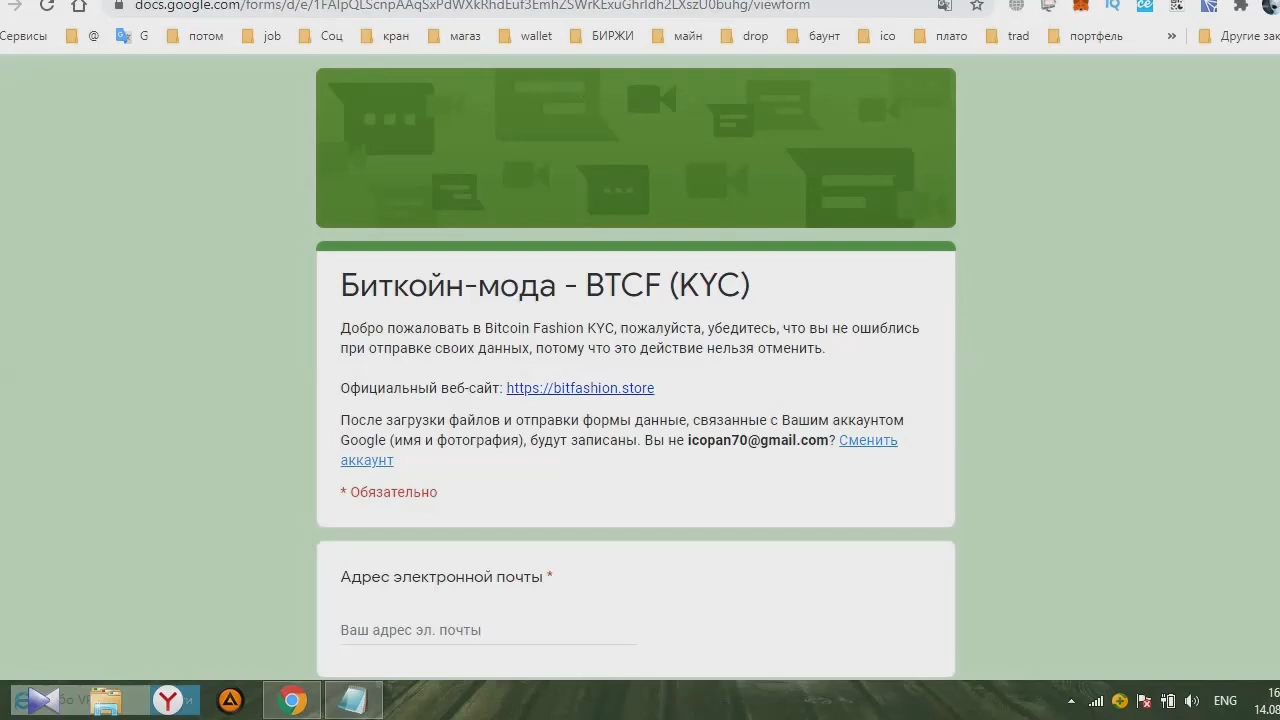 docs.google.com/forms/d/e/1FAIpQLScnpAAqSxPdWXkRhdEuf3EmhZSWrKExuGhrIdh2LXszU0buhg/viewform
Сервисы @ G потом job Соц кран магаз wallet БИРЖИ майн drop баунт ico плато trad портфель » Другие зак
Биткойн-мода - BTCF (KYC)
Добро пожаловать в Bitcoin Fashion KYC, пожалуйста, убедитесь, что вы не ошиблись
при отправке своих данных, потому что это действие нельзя отменить.
Официальный веб-сайт: https://bitfashion.store
После загрузки файлов и отправки формы данные, связанные с Вашим аккаунтом
Google (имя и фотография), будут записаны. Вы не icopan70@gmail.com? Сменить
аккаунт
* Обязательно
Адрес электронной почты *
Ваш адрес эл. почты
ENG
16
14.08